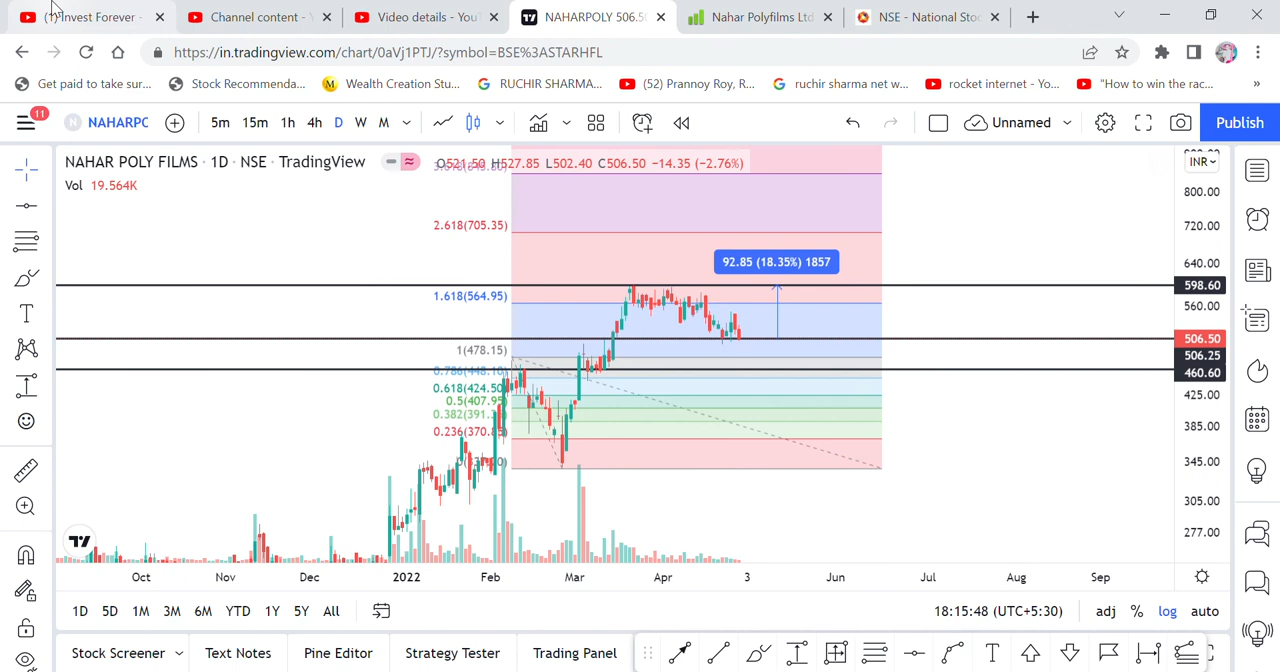 (1) Invest Forever -
Channel content - Y
Video details - YouT
NAHARPOLY 506.50
Nahar Polyfilms Ltd
NSE - National Stoc
https://in.tradingview.com/chart/0aVj1PTJ/?symbol=BSE%3ASTARHFL
Get paid to take sur...
Stock Recommenda...
Wealth Creation Stu...
RUCHIR SHARMA...
(52) Prannoy Roy, R...
ruchir sharma net w...
rocket internet - Yo...
"How to win the rac...
»
11
N NAHARPC
5m 15m 1h 4h D W M
Unnamed
Publish
NAHAR POLY FILMS · 1D · NSE · TradingView
O521.50 H527.85 L502.40 C506.50 −14.35 (−2.76%)
INR
Vol 19.564K
800.00
2.618(705.35)
720.00
92.85 (18.35%) 1857
640.00
598.60
1.618(564.95)
560.00
506.50
1(478.15)
506.25
0.786(448.10)
460.60
0.618(424.50)
425.00
0.5(407.95)
0.382(391.
385.00
0.236(370.85)
345.00
305.00
277.00
Oct Nov Dec 2022 Feb Mar Apr 3 Jun Jul Aug Sep
1D 5D 1M 3M 6M YTD 1Y 5Y All
18:15:48 (UTC+5:30)
adj % log auto
Stock Screener
Text Notes
Pine Editor
Strategy Tester
Trading Panel